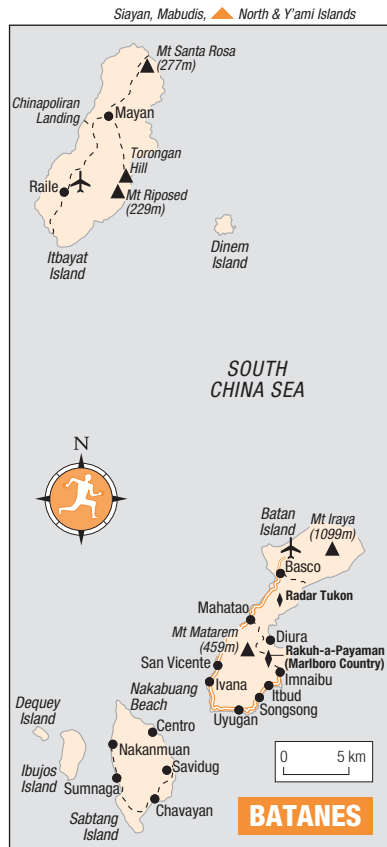 Siayan, Mabudis, North & Y'ami Islands
Mt Santa Rosa
(277m)
Chinapoliran
Landing
Mayan
Torongan
Hill
Raile
Mt Riposed
(229m)
Itbayat
Island
Dinem
Island
SOUTH
CHINA SEA
N
Batan
Island
Mt Iraya
(1099m)
Basco
Radar Tukon
Mahatao
Diura
Mt Matarem
(459m)
Rakuh-a-Payaman
(Marlboro Country)
San Vicente
Imnaibu
Ivana
Itbud
Songsong
Uyugan
Nakabuang
Beach
Dequey
Island
Centro
Nakanmuan
Savidug
Ibujos
Island
Sumnaga
Chavayan
Sabtang
Island
0 5 km
BATANES